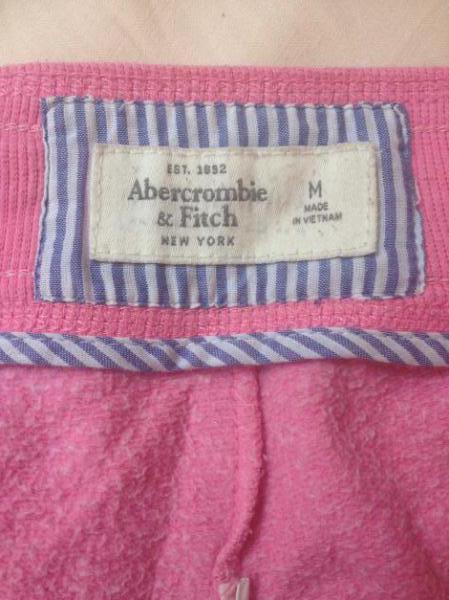 EST. 1892
Abercrombie
& Fitch
NEW YORK
M
MADE
IN VIETNAM